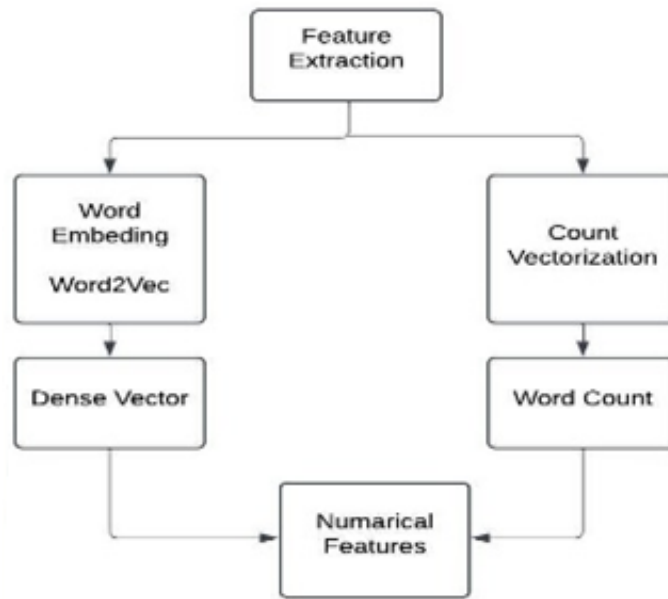 Feature
Extraction
Word
Embeding
Word2Vec
Count
Vectorization
Dense Vector
Word Count
Numarical
Features